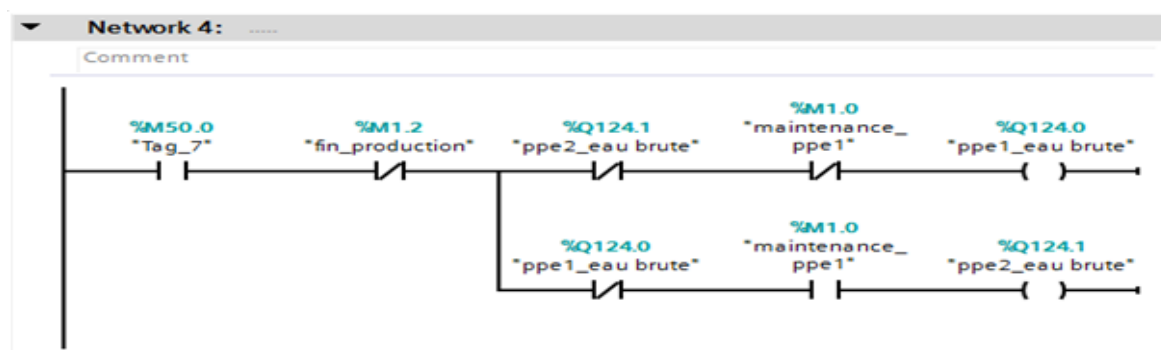 Network 4: .....
Comment
%M50.0
"Tag_7"
%M1.2
"fin_production"
%Q124.1
"ppe2_eau brute"
%M1.0
"maintenance_
ppe1"
%Q124.0
"ppe1_eau brute"
%Q124.0
"ppe1_eau brute"
%M1.0
"maintenance_
ppe1"
%Q124.1
"ppe2_eau brute"